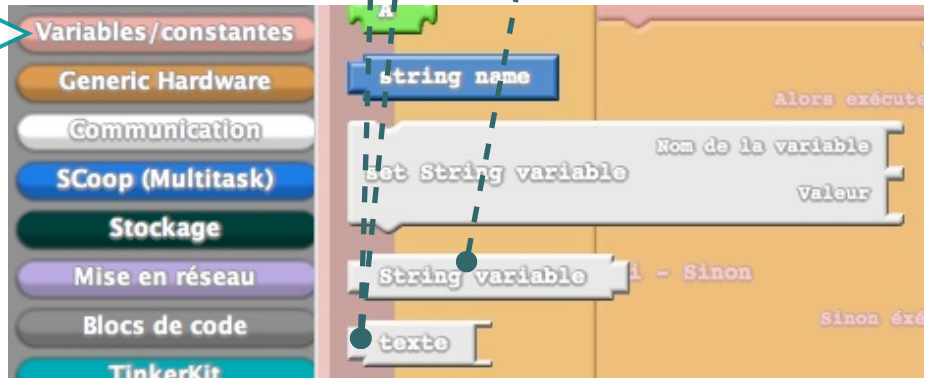 Variables/constantes
Generic Hardware
Communication
SCoop (Multitask)
Stockage
Mise en réseau
Blocs de code
TinkerKit
A
string name
set String variable
Nom de la variable
Valeur
String variable
texte
Alors exécute
i - Sinon
Sinon éxé